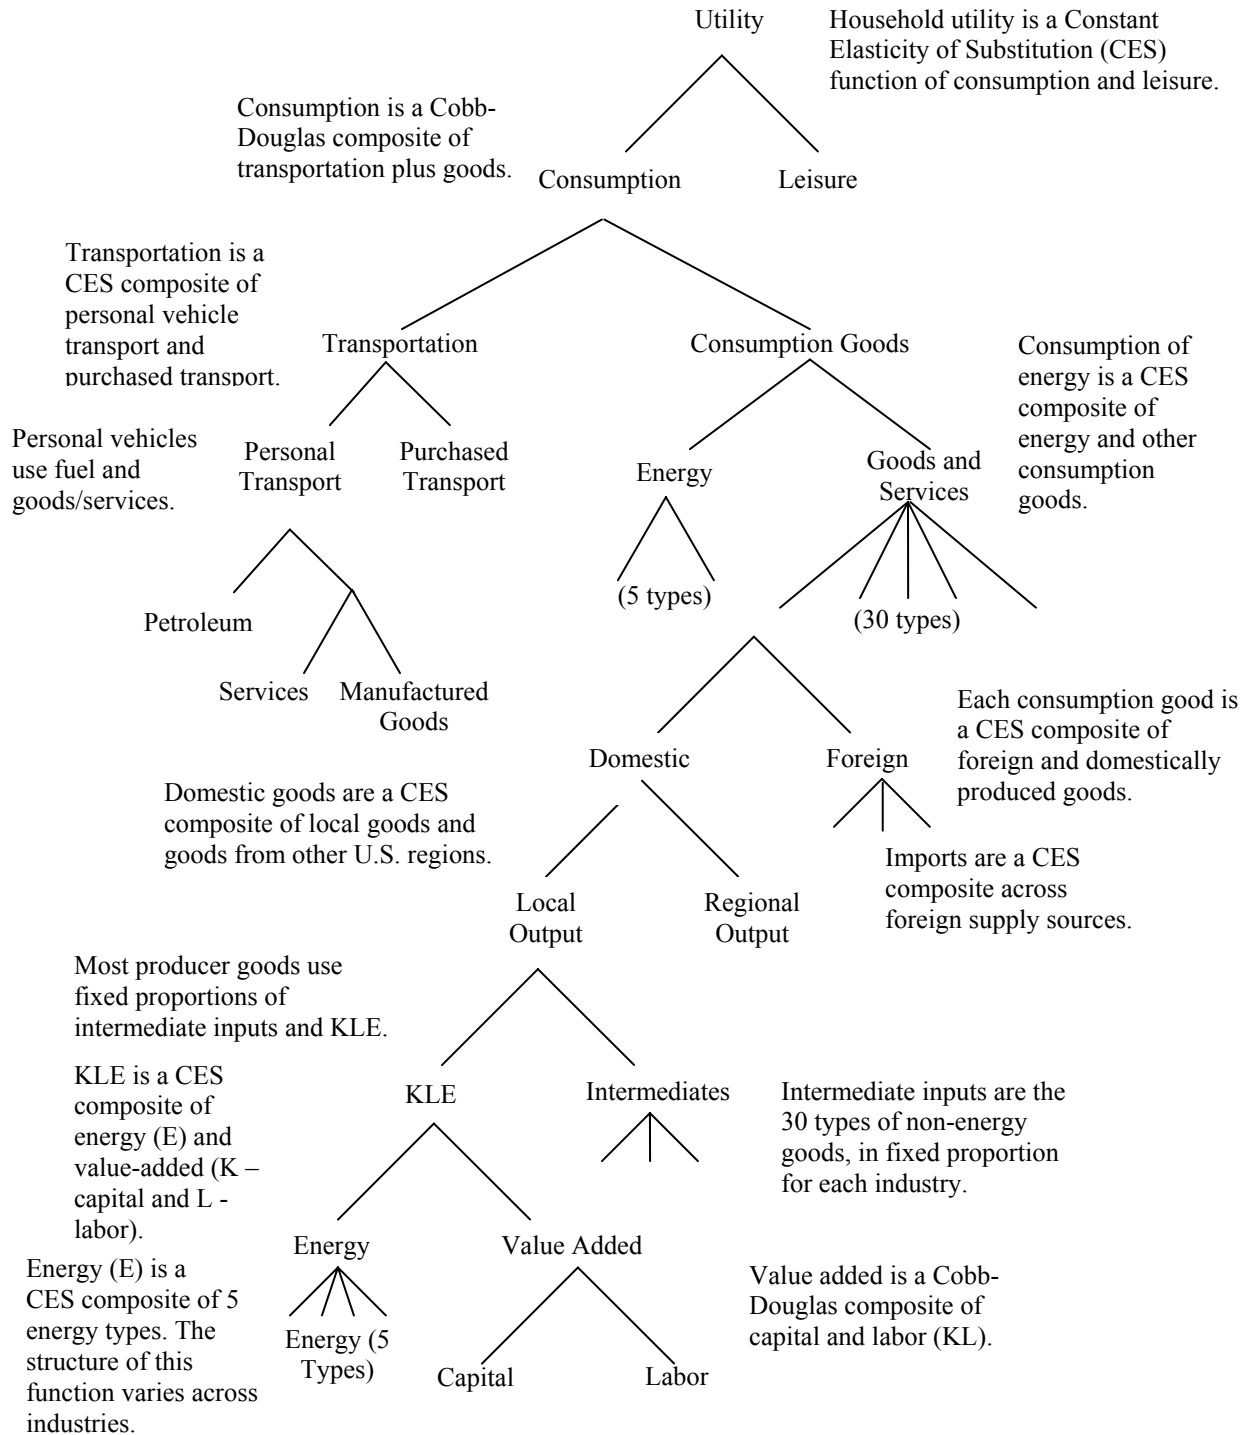 Utility
Household utility is a Constant
Elasticity of Substitution (CES)
function of consumption and leisure.
Consumption is a Cobb-
Douglas composite of
transportation plus goods.
Consumption
Leisure
Transportation is a
CES composite of
personal vehicle
transport and
purchased transport.
Transportation
Consumption Goods
Consumption of
energy is a CES
composite of
energy and other
consumption
goods.
Personal vehicles
use fuel and
goods/services.
Personal
Transport
Purchased
Transport
Energy
Goods and
Services
(5 types)
(30 types)
Petroleum
Services
Manufactured
Goods
Each consumption good is
a CES composite of
foreign and domestically
produced goods.
Domestic
Foreign
Domestic goods are a CES
composite of local goods and
goods from other U.S. regions.
Imports are a CES
composite across
foreign supply sources.
Local
Output
Regional
Output
Most producer goods use
fixed proportions of
intermediate inputs and KLE.
KLE is a CES
composite of
energy (E) and
value-added (K –
capital and L -
labor).
KLE
Intermediates
Intermediate inputs are the
30 types of non-energy
goods, in fixed proportion
for each industry.
Energy
Value Added
Energy (E) is a
CES composite of 5
energy types. The
structure of this
function varies across
industries.
Energy (5
Types)
Value added is a Cobb-
Douglas composite of
capital and labor (KL).
Capital
Labor